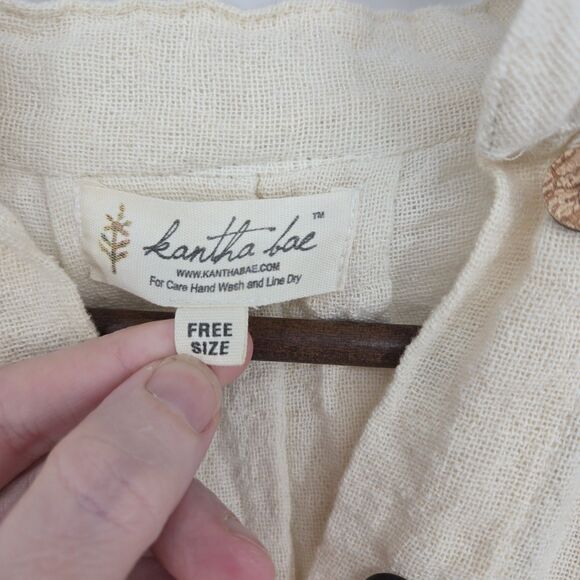 kantha bae™
WWW.KANTHABAE.COM
For Care Hand Wash and Line Dry
FREE
SIZE